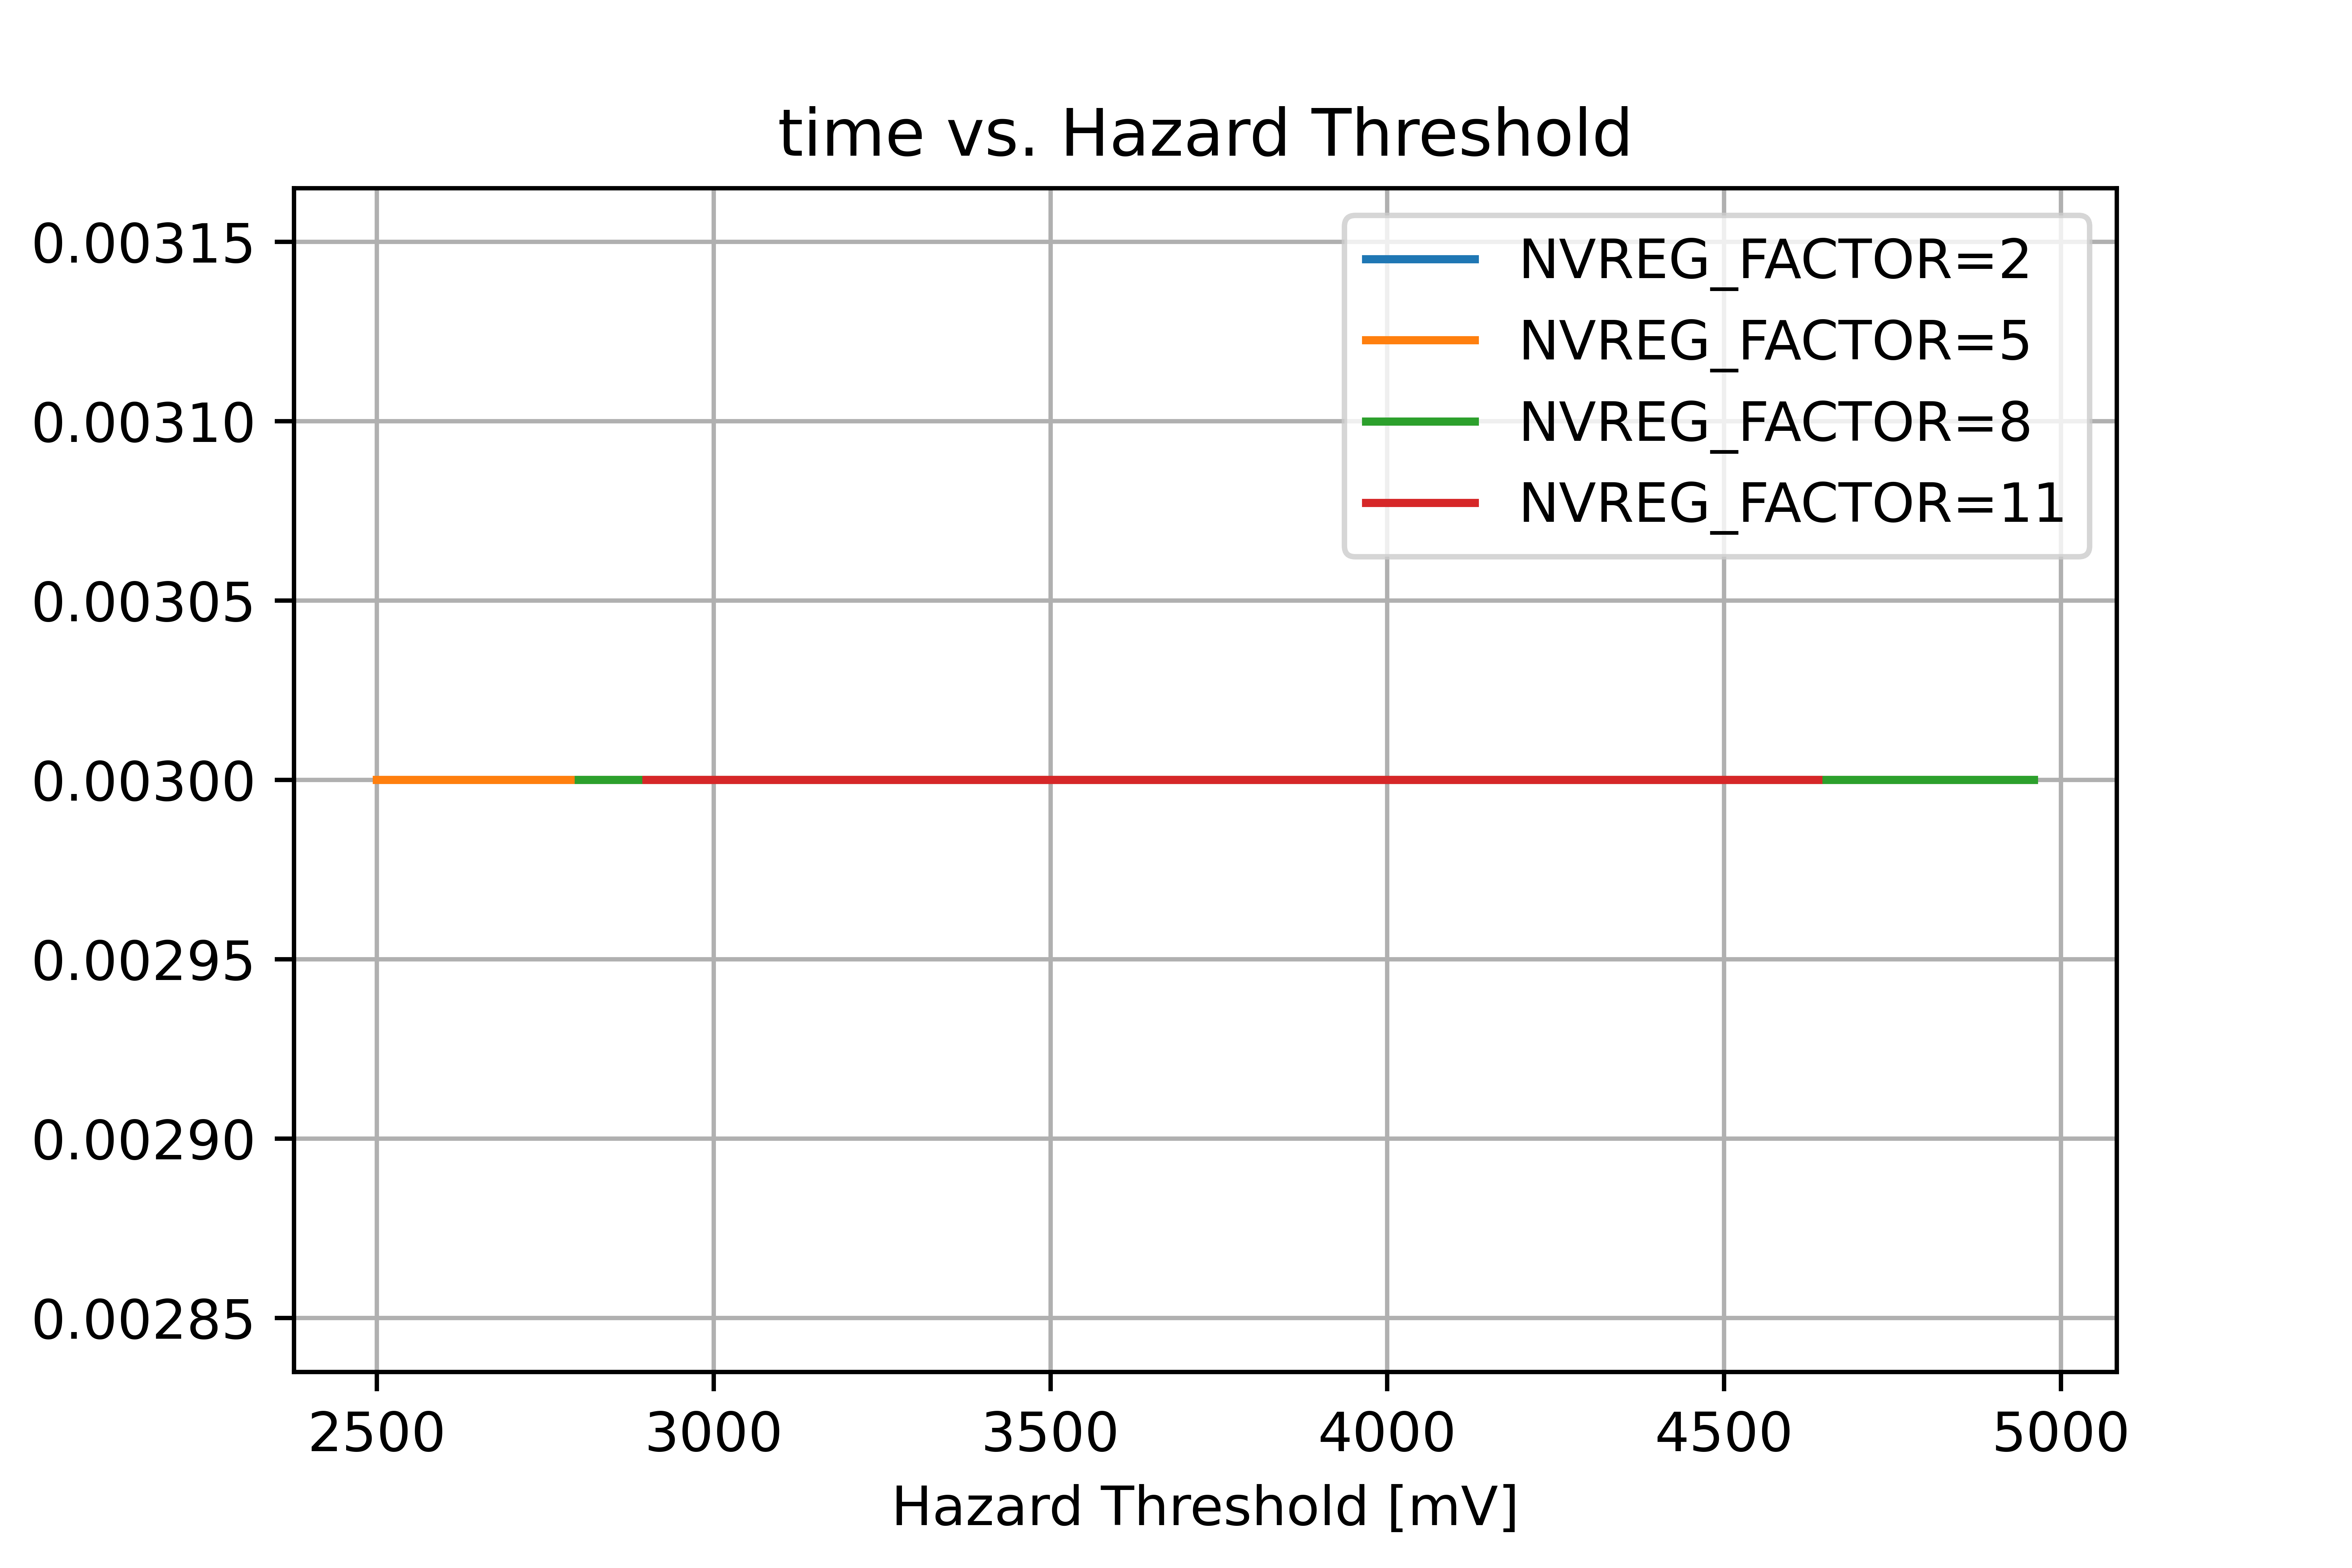 time vs. Hazard Threshold
0.00315
0.00310
0.00305
0.00300
0.00295
0.00290
0.00285
NVREG_FACTOR=2
NVREG_FACTOR=5
NVREG_FACTOR=8
NVREG_FACTOR=11
2500 3000 3500 4000 4500 5000
Hazard Threshold [mV]